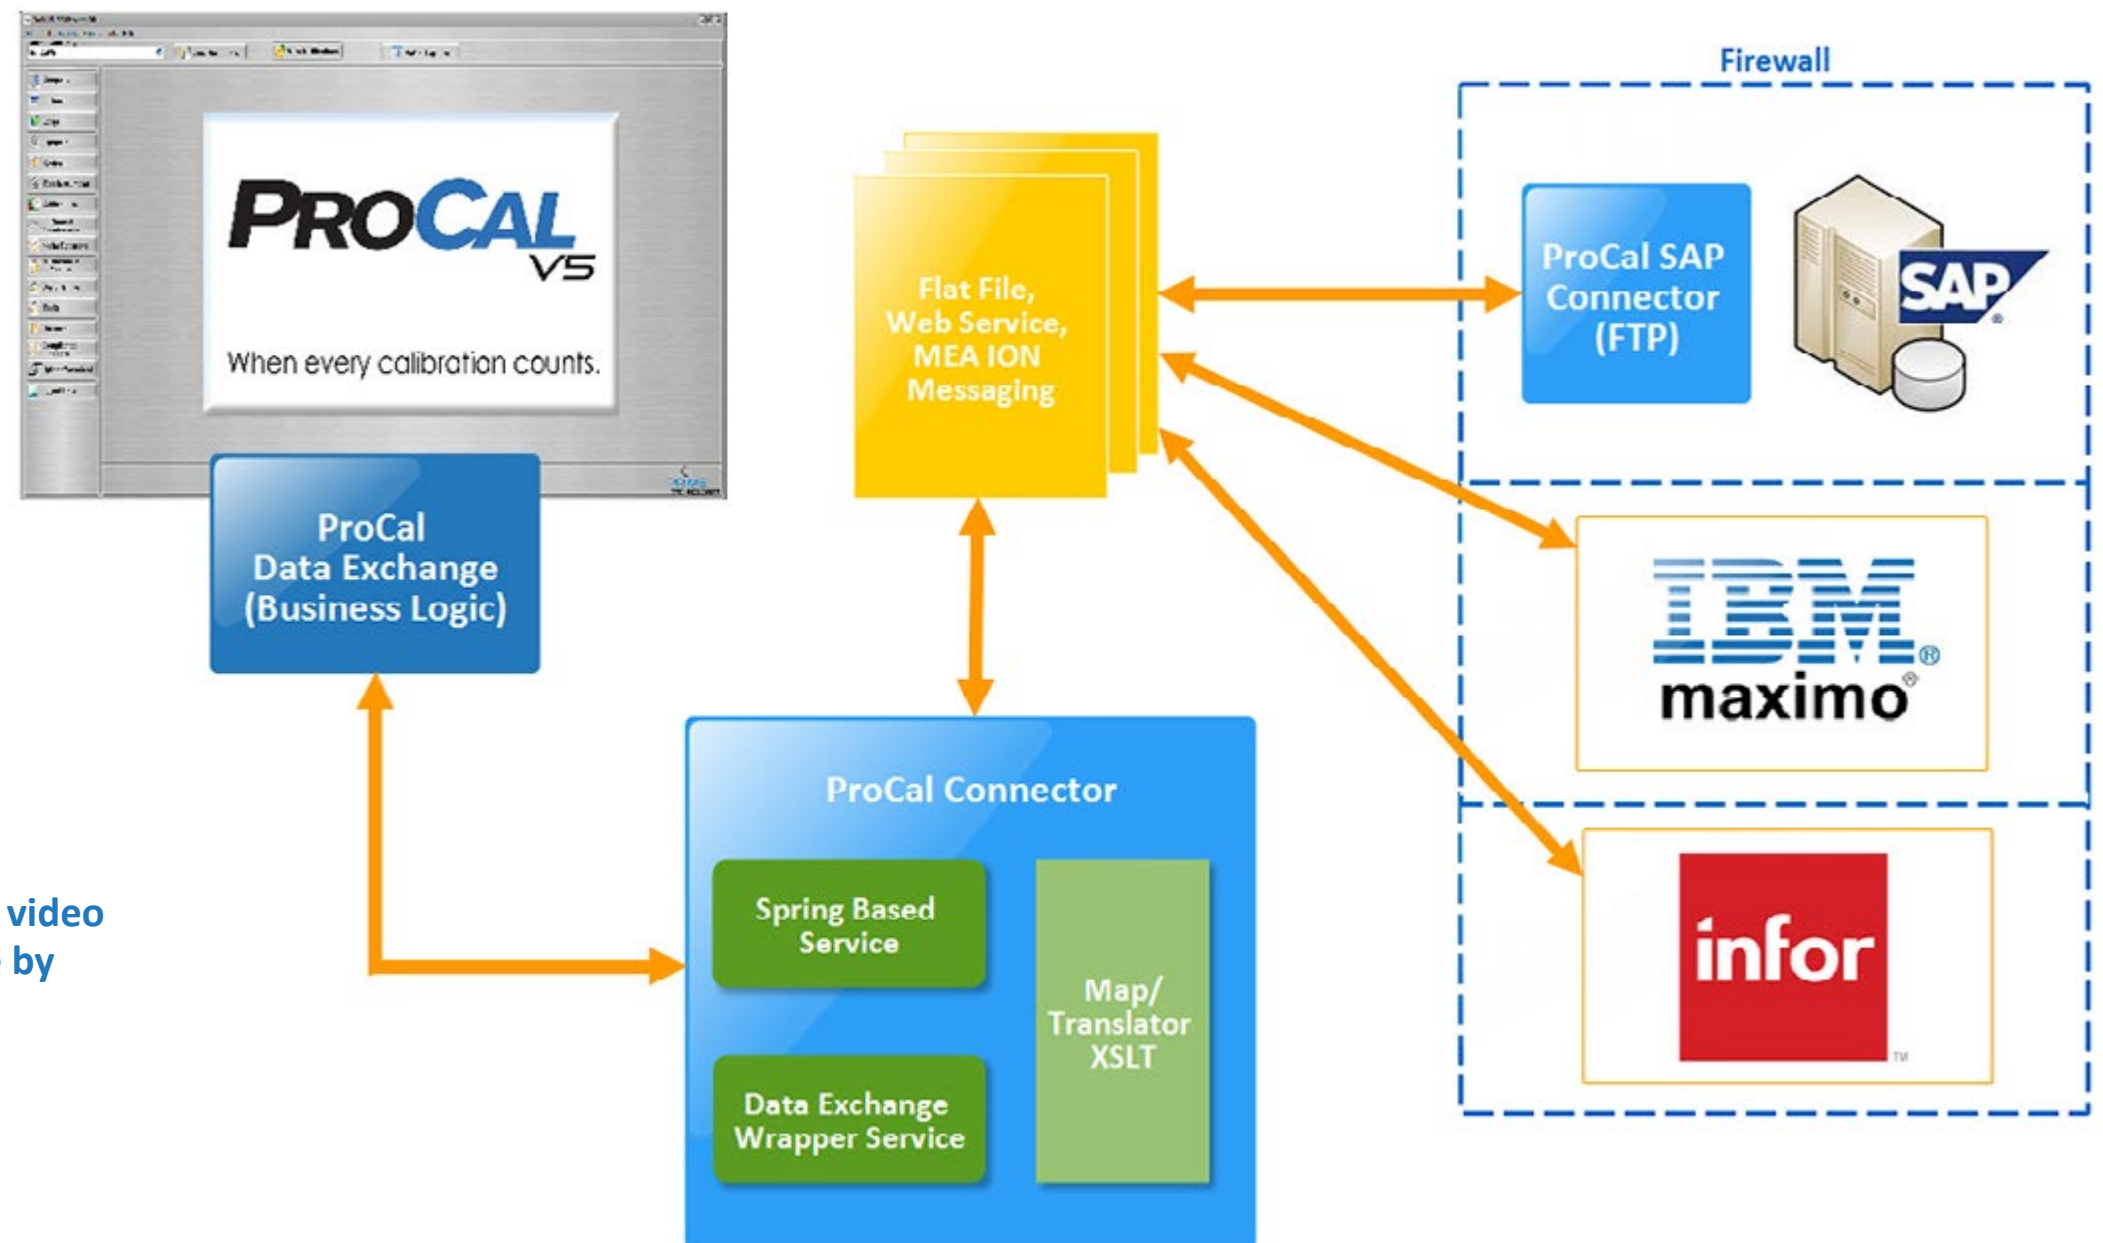 PROCAL
V5
When every calibration counts.
ProCal
Data Exchange
(Business Logic)
Flat File,
Web Service,
MEA ION
Messaging
Firewall
ProCal SAP
Connector
(FTP)
SAP®
IBM®
maximo®
infor
TM
ProCal Connector
Spring Based
Service
Data Exchange
Wrapper Service
Map/
Translator
XSLT
video
by